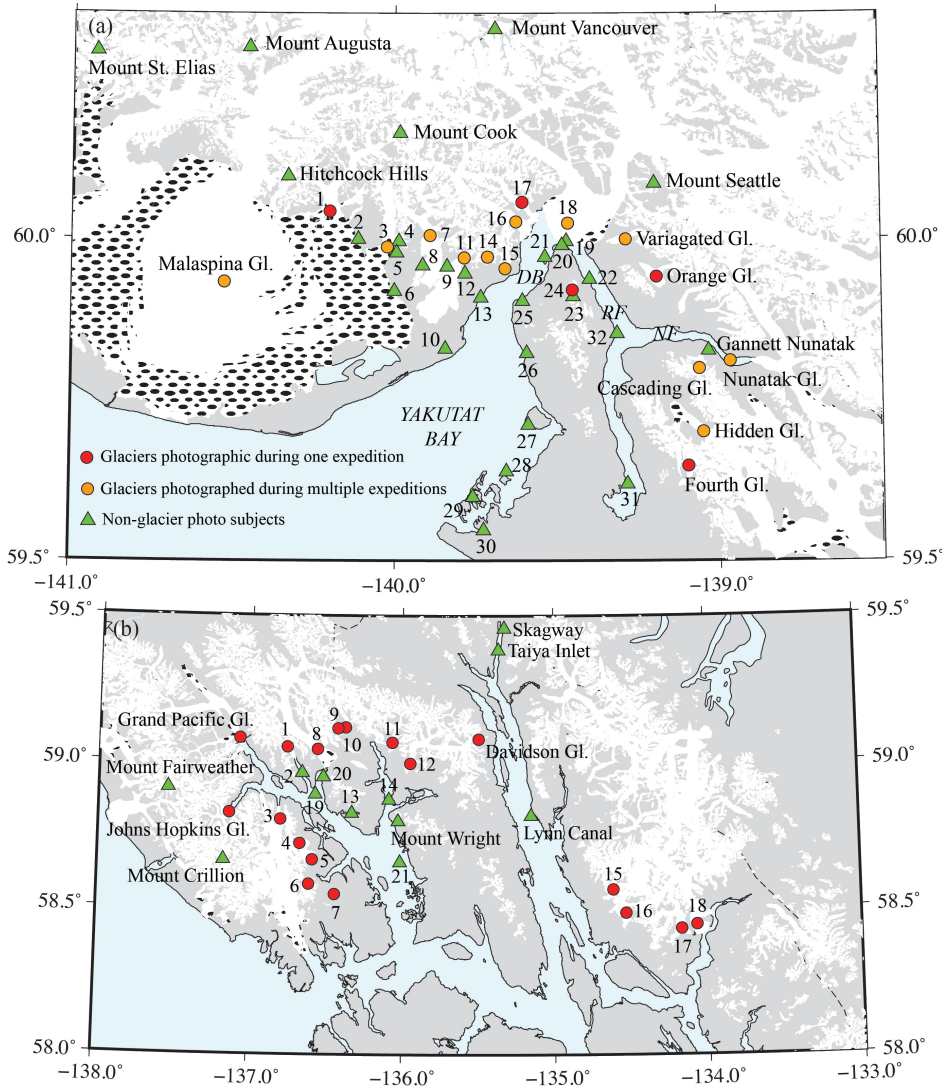 (a)
Mount Vancouver
Mount Augusta
Mount St. Elias
Mount Cook
Hitchcock Hills
Mount Seattle
17
1
18
16
60.0°
2
3
4
7
21
19
Variagated Gl.
60.0°
11
14
15
5
8
20
Malaspina Gl.
9
DB
22
Orange Gl.
12
6
24
13
25
23
RF
32
NF
10
Gannett Nunatak
26
Cascading Gl.
Nunatak Gl.
YAKUTAT
BAY
27
Hidden Gl.
Glaciers photographic during one expedition
28
Fourth Gl.
Glaciers photographed during multiple expeditions
31
29
Non-glacier photo subjects
30
59.5°
59.5°
−141.0°
−140.0°
−139.0°
59.5°
59.5°
(b)
Skagway
Taiya Inlet
Grand Pacific Gl.
9
1
8
10
11
59.0°
Davidson Gl.
59.0°
Mount Fairweather
12
2
20
14
19
13
3
Johns Hopkins Gl.
Mount Wright
Lynn Canal
4
5
Mount Crillion
21
15
6
58.5°
7
16
18
58.5°
17
58.0°
58.0°
−138.0°
−137.0°
−136.0°
−135.0°
−134.0°
−133.0°